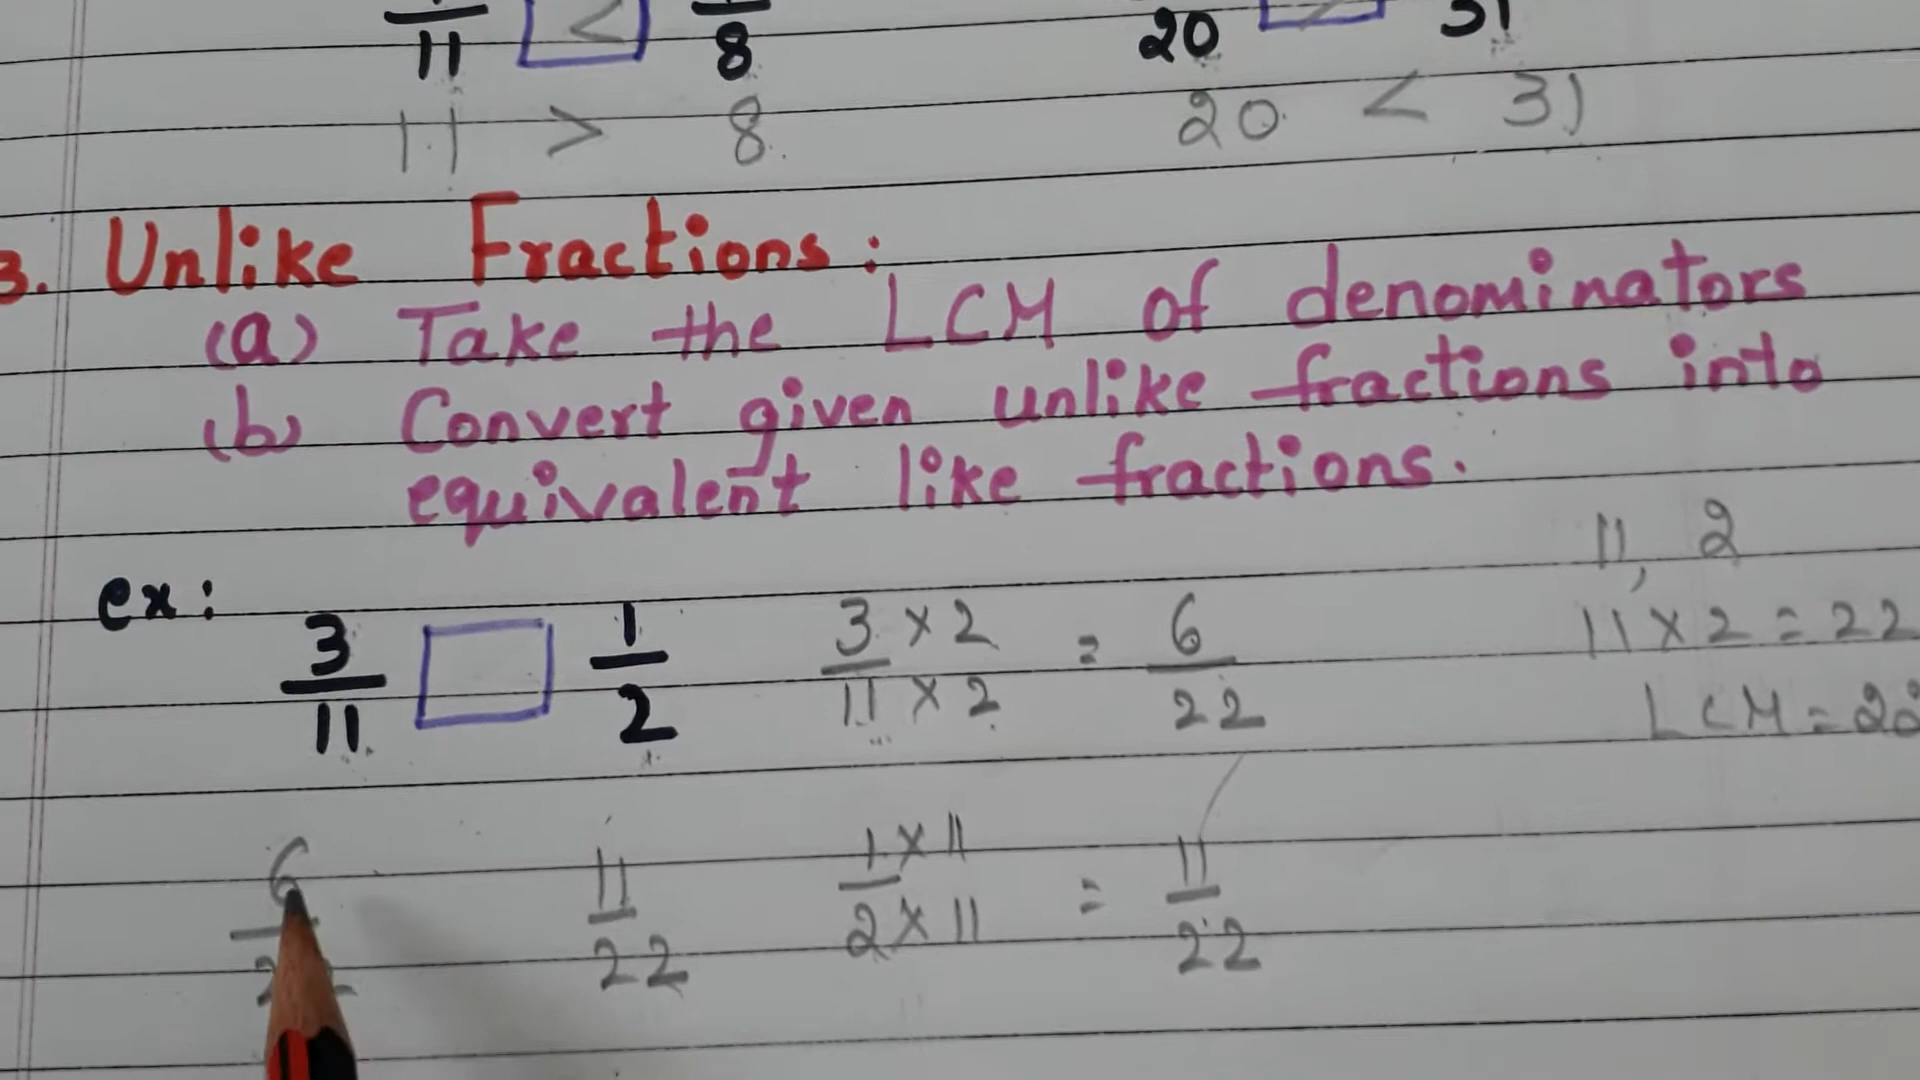 11 < 8
20 31
11 > 8
20 < 31
3. Unlike Fractions:
(a) Take the LCM of denominators
(b) Convert given unlike fractions into
equivalent like fractions.
11, 2
11 × 2 = 22
LCM = 22
ex:
3/11 □ 1/2
3 × 2 / 11 × 2 = 6/22
6 11/22
1 × 11 / 2 × 11 = 11/22